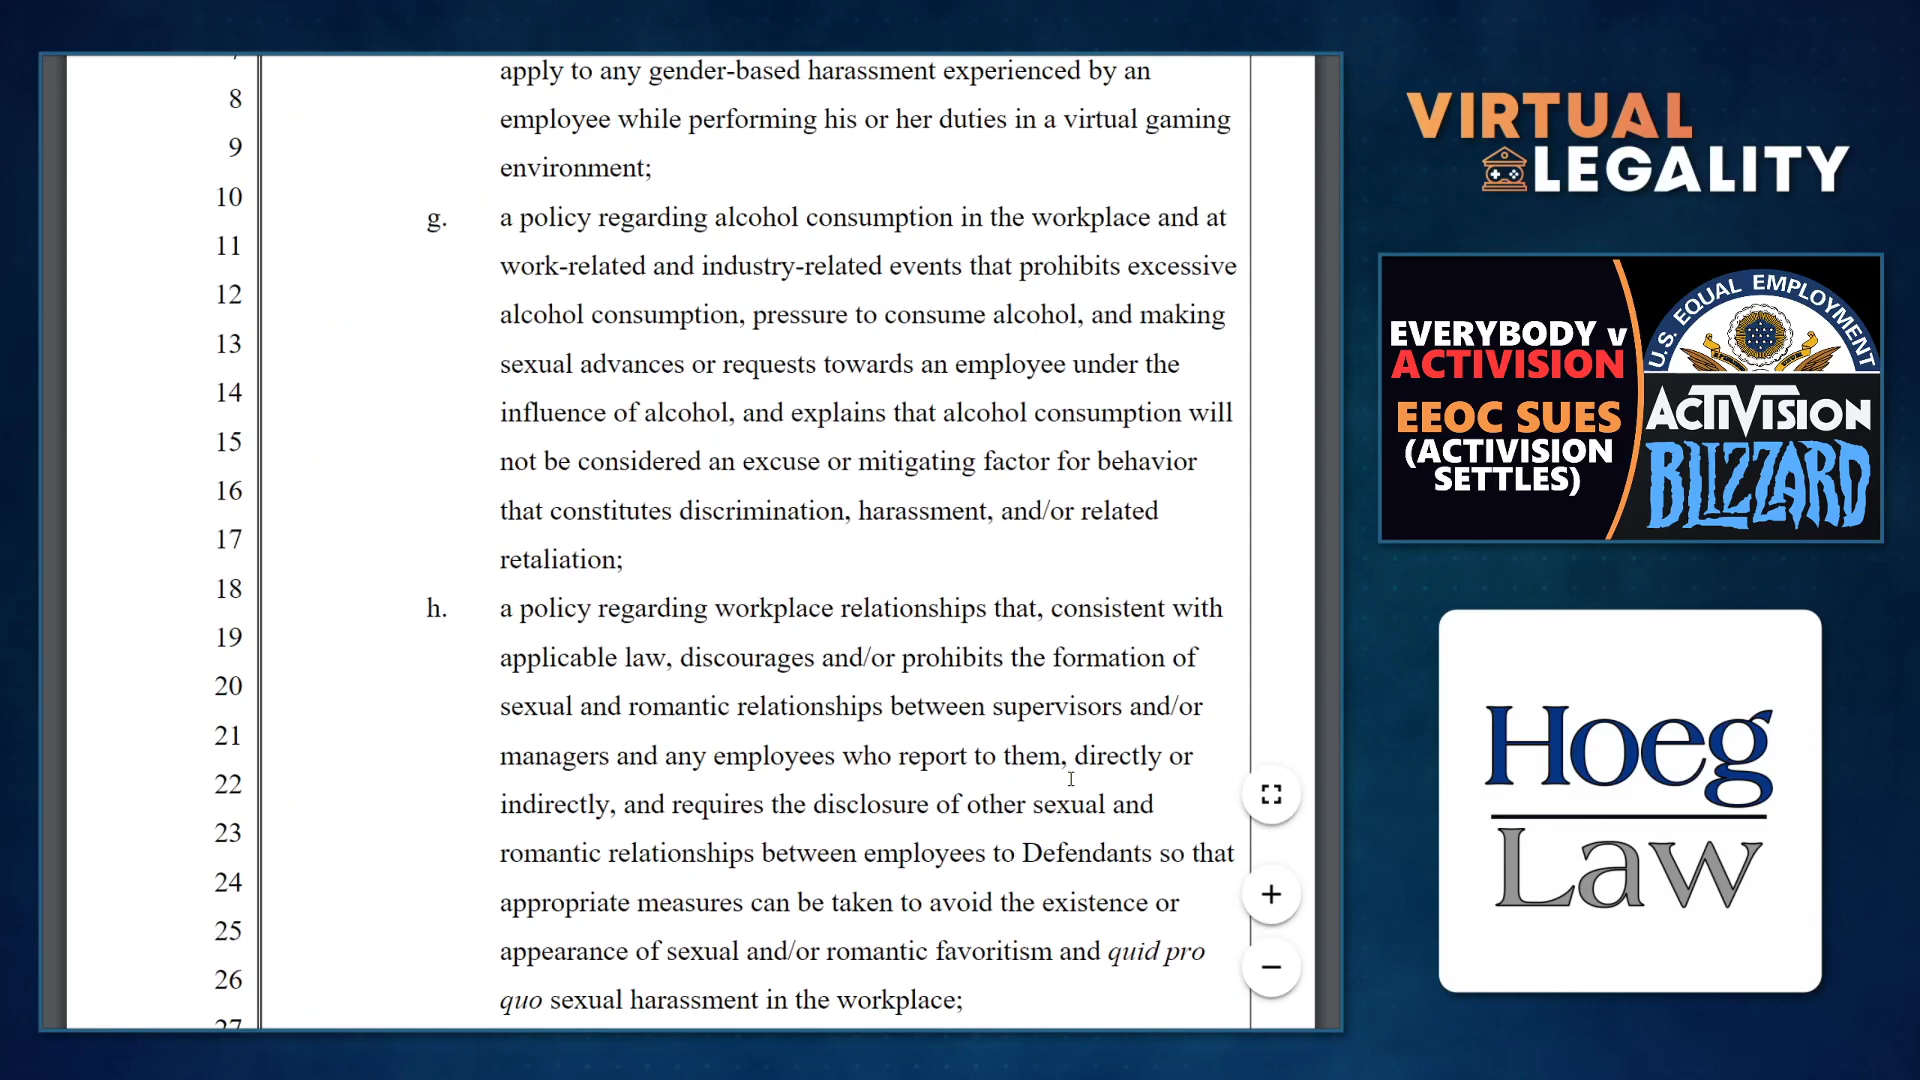 apply to any gender-based harassment experienced by an
8
employee while performing his or her duties in a virtual gaming
9
environment;
10
g. a policy regarding alcohol consumption in the workplace and at
11
work-related and industry-related events that prohibits excessive
12
alcohol consumption, pressure to consume alcohol, and making
13
sexual advances or requests towards an employee under the
14
influence of alcohol, and explains that alcohol consumption will
15
not be considered an excuse or mitigating factor for behavior
16
that constitutes discrimination, harassment, and/or related
17
retaliation;
18
h. a policy regarding workplace relationships that, consistent with
19
applicable law, discourages and/or prohibits the formation of
20
sexual and romantic relationships between supervisors and/or
21
managers and any employees who report to them, directly or
22
indirectly, and requires the disclosure of other sexual and
23
romantic relationships between employees to Defendants so that
24
appropriate measures can be taken to avoid the existence or
25
appearance of sexual and/or romantic favoritism and quid pro
26
quo sexual harassment in the workplace;
27
VIRTUAL
LEGALITY
EVERYBODY v
ACTIVISION
EEOC SUES
(ACTIVISION
SETTLES)
U.S. EQUAL EMPLOYMENT
ACTIVISION
BLIZZARD
Hoeg
Law